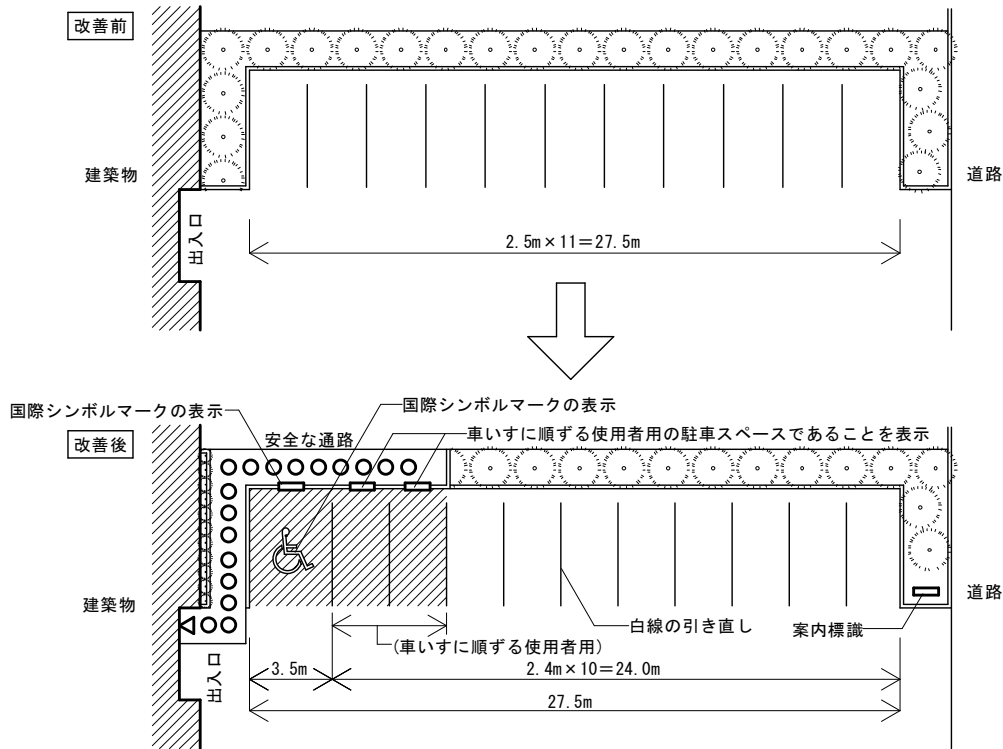 改善前
建築物
道路
出入口
2.5m×11=27.5m
国際シンボルマークの表示
国際シンボルマークの表示
改善後
安全な通路
車いすに順ずる使用者用の駐車スペースであることを表示
建築物
道路
白線の引き直し
案内標識
(車いすに順ずる使用者用)
出入口
3.5m
2.4m×10=24.0m
27.5m